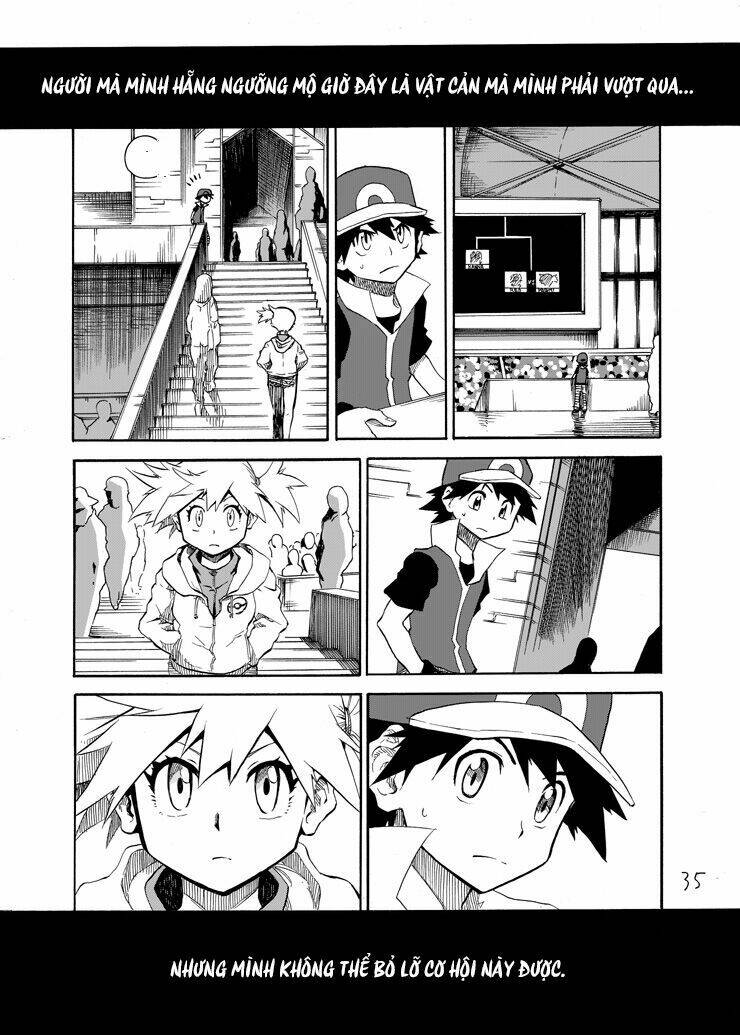 NGƯỜI MÀ MÌNH HẰNG NGƯỠNG MỘ GIỜ ĐÂY LÀ VẬT CẢN MÀ MÌNH PHẢI VƯỢT QUA...
35
NHƯNG MÌNH KHÔNG THỂ BỎ LỠ CƠ HỘI NÀY ĐƯỢC.